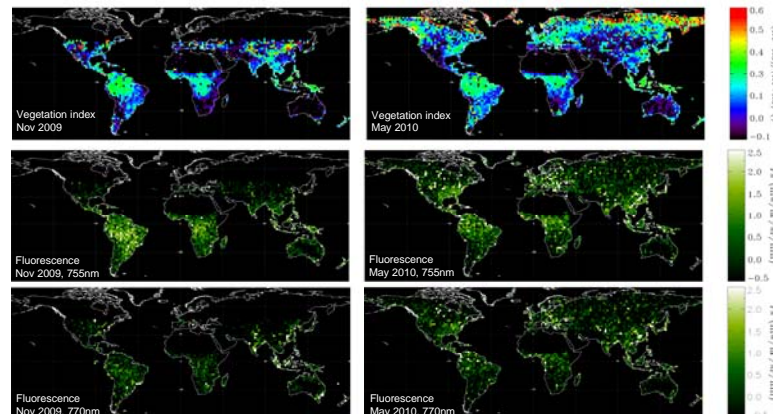 Vegetation index
Nov 2009
Vegetation index
May 2010
0.6
0.5
0.4
0.3
0.2
0.1
0.0
-0.1
Fluorescence
Nov 2009, 755nm
Fluorescence
May 2010, 755nm
2.5
2.0
1.5
1.0
0.5
0.0
-0.5
Fluorescence
Nov 2009, 770nm
Fluorescence
May 2010, 770nm
2.5
2.0
1.5
1.0
0.5
0.0